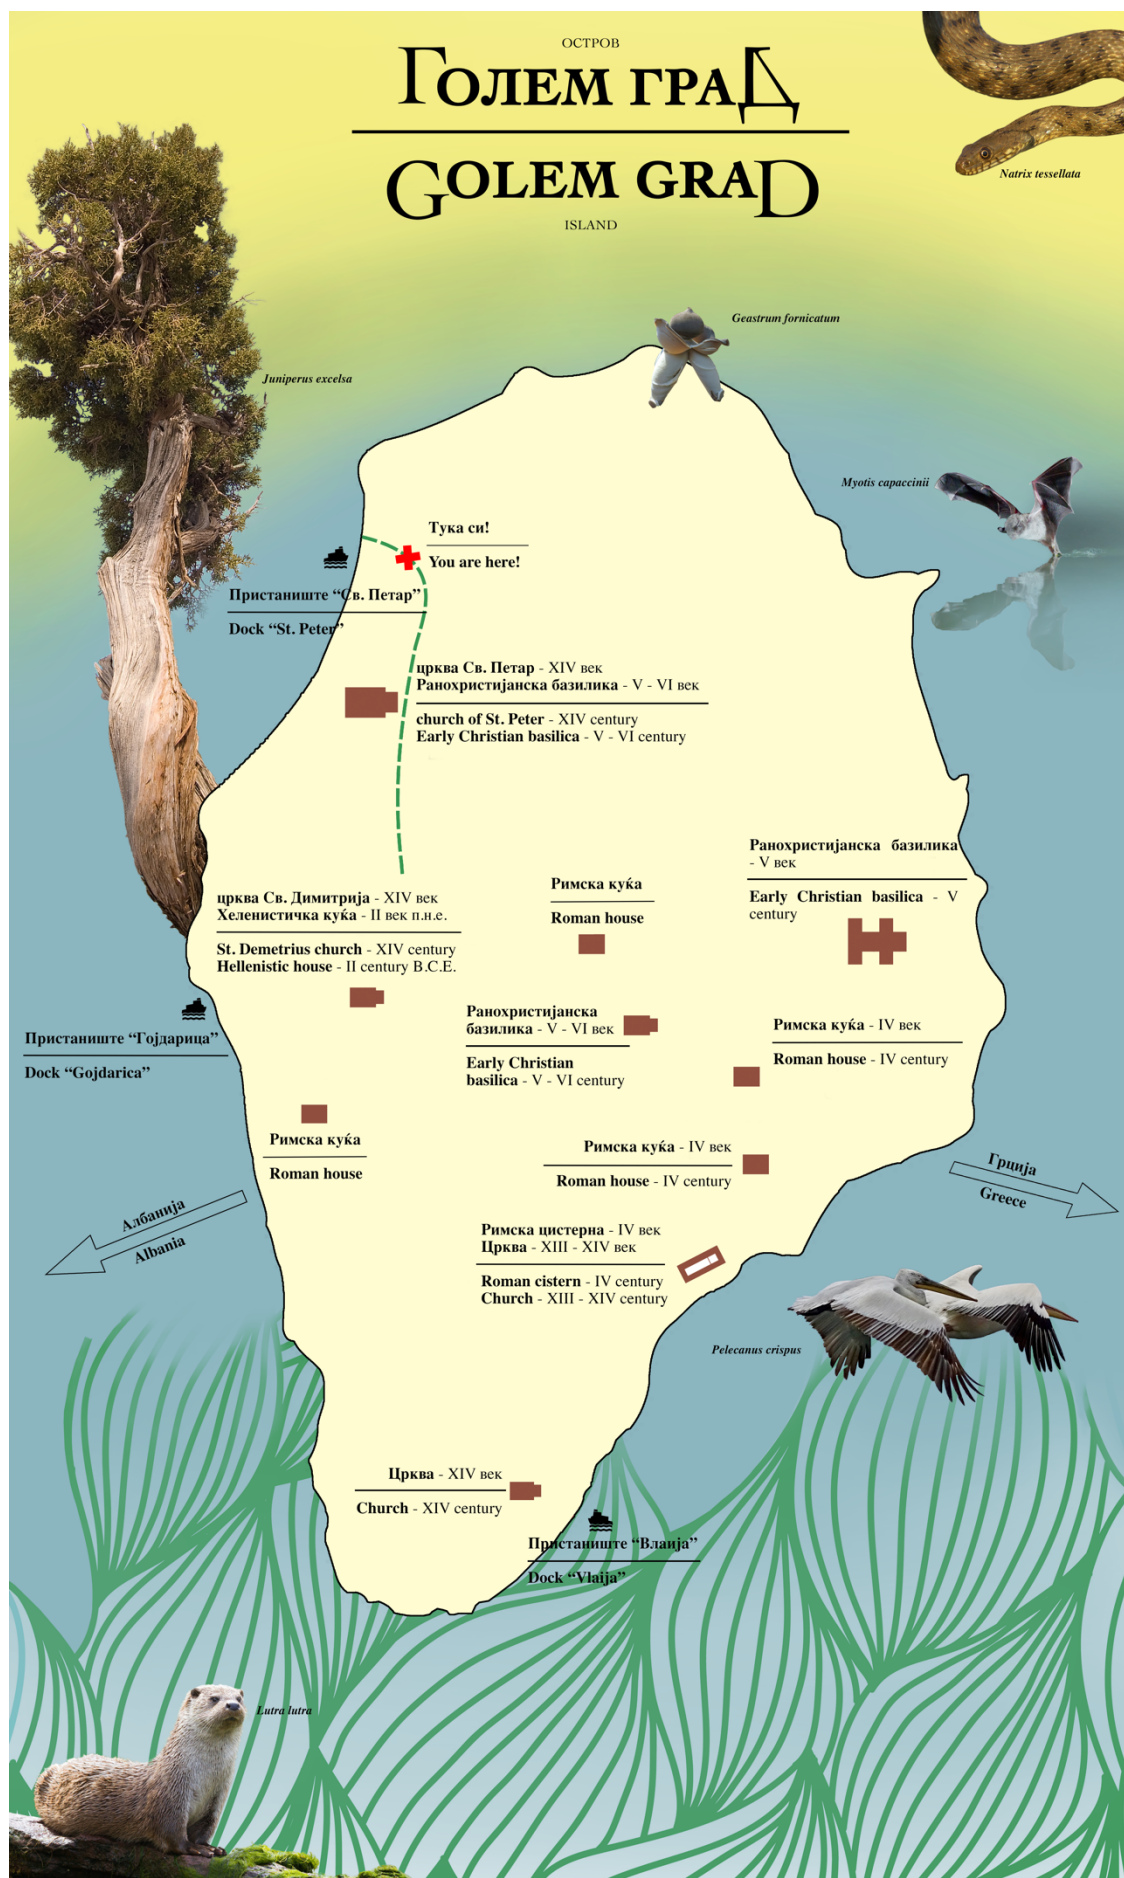 ОСТРОВ
ГОЛЕМ ГРАД
GOLEM GRAD
ISLAND
Natrix tessellata
Geastrum fornicatum
Juniperus excelsa
Myotis capaccinii
Тука си!
You are here!
Пристаниште “Св. Петар”
Dock “St. Peter”
црква Св. Петар - XIV век
Ранохристијанска базилика - V - VI век
church of St. Peter - XIV century
Early Christian basilica - V - VI century
Ранохристијанска базилика
- V век
Early Christian basilica - V
century
Римска куќа
Roman house
црква Св. Димитрија - XIV век
Хеленистичка куќа - II век п.н.е.
St. Demetrius church - XIV century
Hellenistic house - II century B.C.E.
Ранохристијанска
базилика - V - VI век
Early Christian
basilica - V - VI century
Римска куќа - IV век
Roman house - IV century
Пристаниште “Гојдарица”
Dock “Gojdarica”
Римска куќа
Roman house
Римска куќа - IV век
Roman house - IV century
Грција
Greece
Албанија
Albania
Римска цистерна - IV век
Црква - XIII - XIV век
Roman cistern - IV century
Church - XIII - XIV century
Pelecanus crispus
Црква - XIV век
Church - XIV century
Пристаниште “Влаија”
Dock “Vlaija”
Lutra lutra